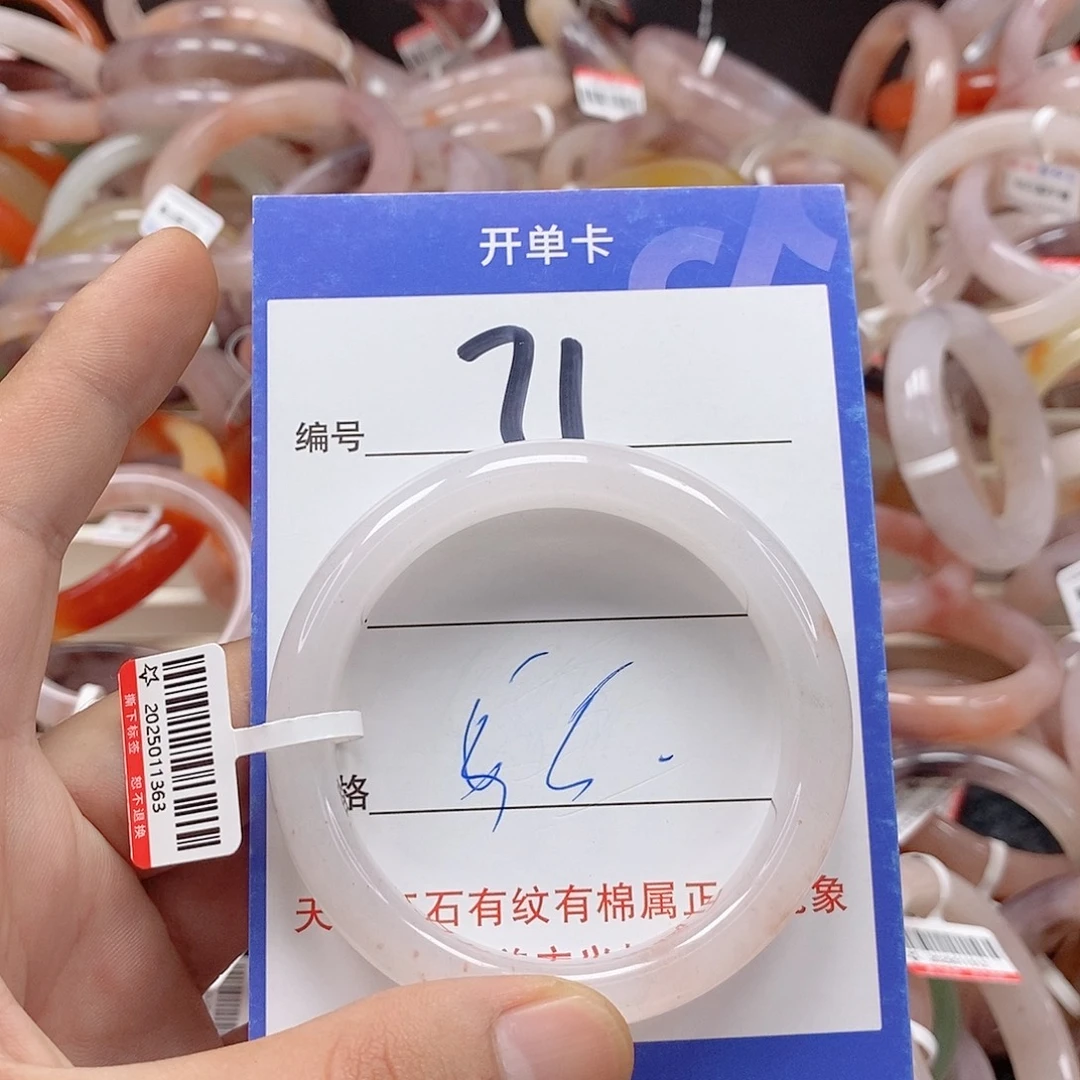 开单卡
71
编号
格
天 石有纹有棉属正 象
2025011363
撕下标签 恕不退换